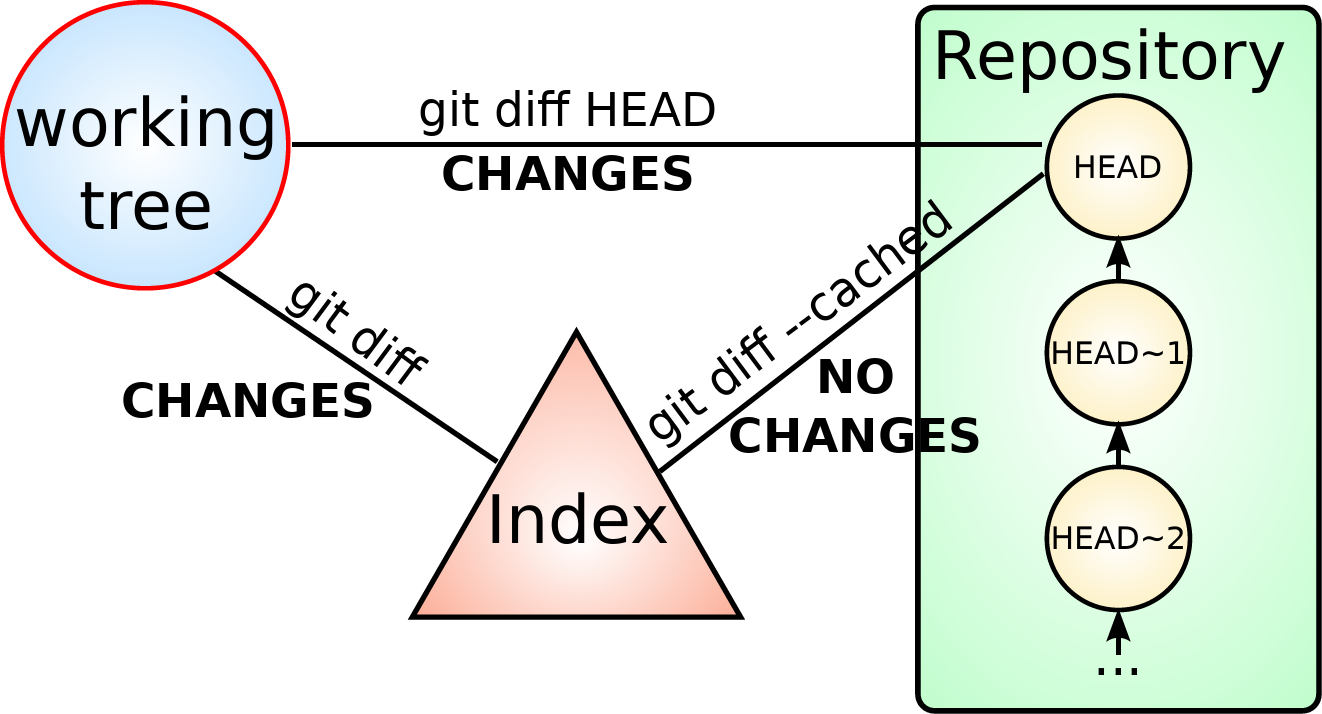 working
tree
git diff HEAD
CHANGES
Repository
HEAD
git diff
CHANGES
git diff --cached
NO
CHANGES
Index
HEAD~1
HEAD~2
...